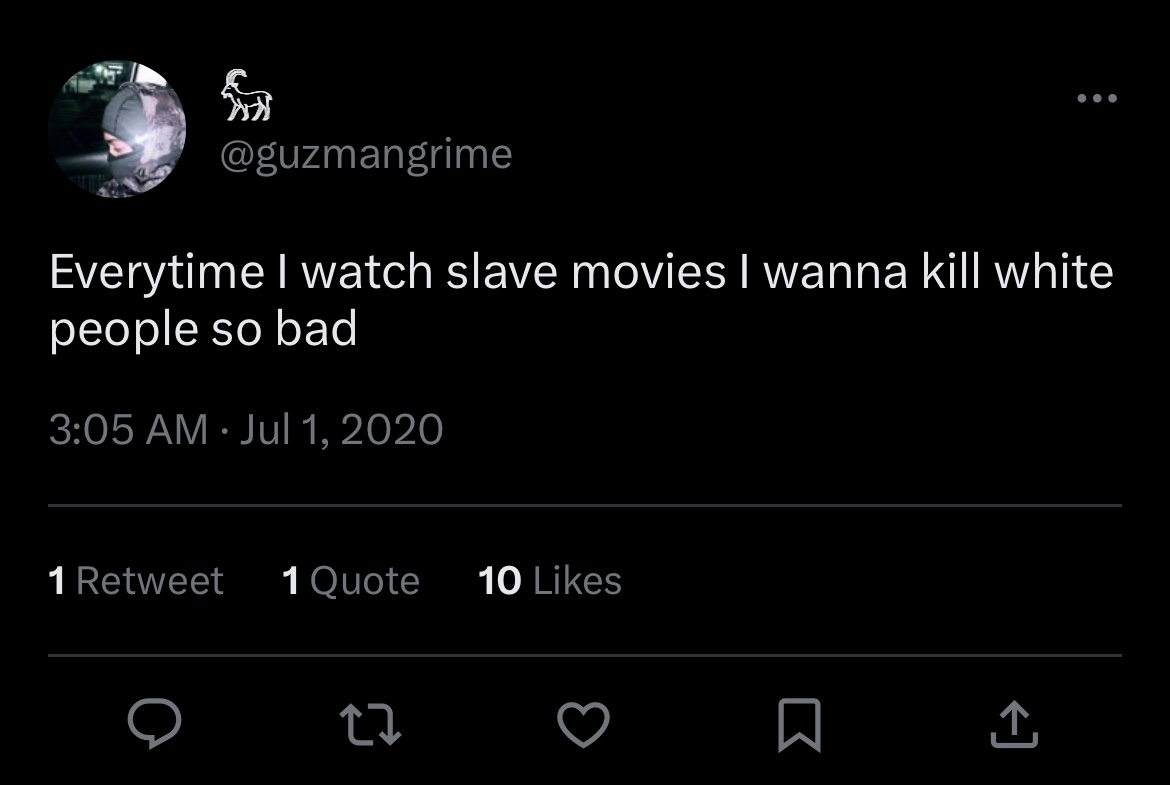 𓃵
@guzmangrime
Everytime I watch slave movies I wanna kill white
people so bad
3:05 AM · Jul 1, 2020
1 Retweet 1 Quote 10 Likes